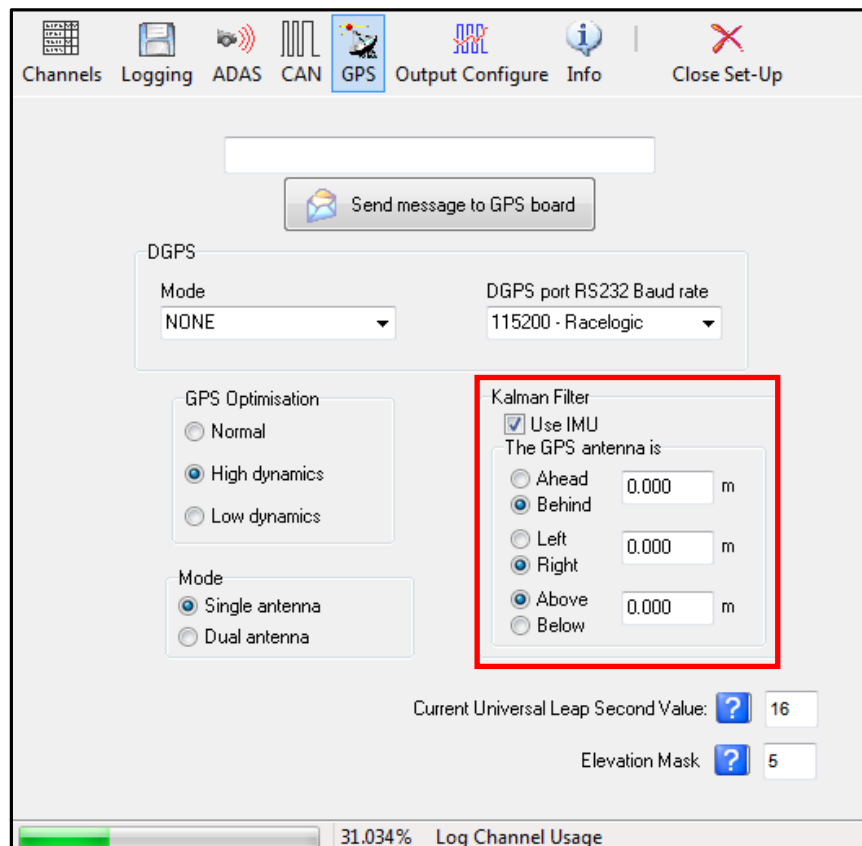 Channels Logging ADAS CAN GPS Output Configure Info Close Set-Up
Send message to GPS board
DGPS
Mode DGPS port RS232 Baud rate
NONE 115200 - Racelogic
GPS Optimisation
Normal
High dynamics
Low dynamics
Mode
Single antenna
Dual antenna
Kalman Filter
Use IMU
The GPS antenna is
Ahead
Behind
0.000 m
Left
Right
0.000 m
Above
Below
0.000 m
Current Universal Leap Second Value: ? 16
Elevation Mask ? 5
31.034% Log Channel Usage